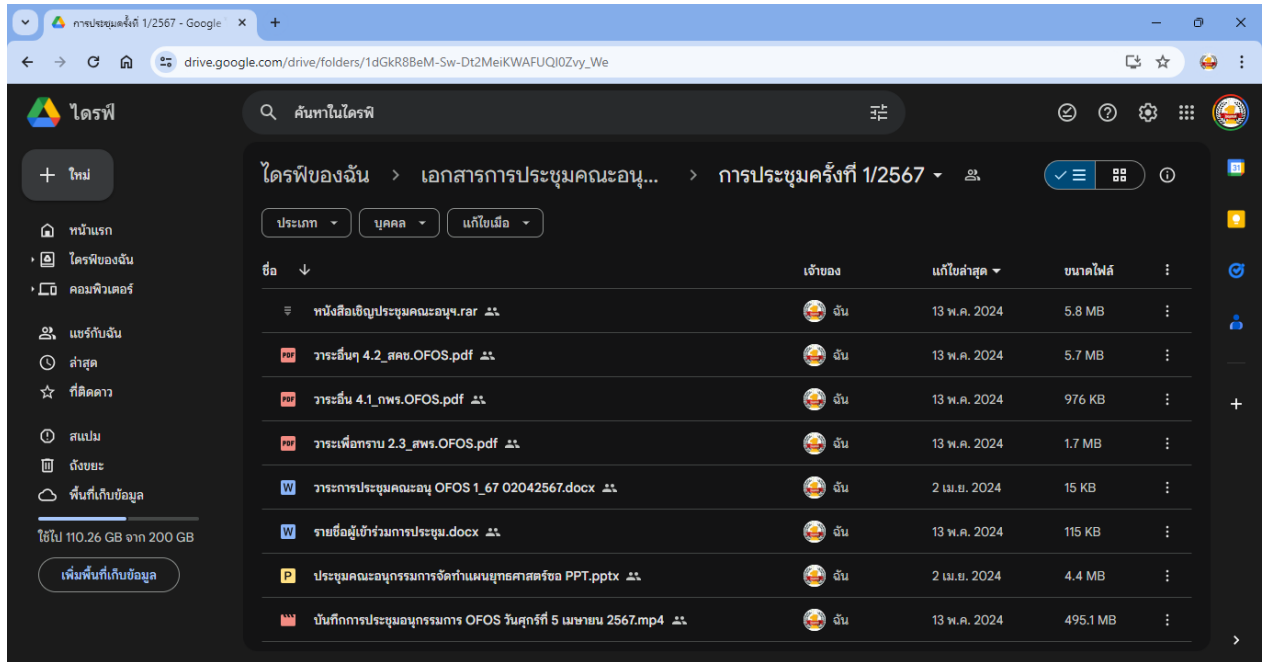 การประชุมครั้งที่ 1/2567 - Google
drive.google.com/drive/folders/1dGkR8BeM-Sw-Dt2MeiKWAFUQl0Zvy_We
ไดรฟ์
ค้นหาในไดรฟ์
ใหม่
ไดรฟ์ของฉัน > เอกสารการประชุมคณะอนุ... > การประชุมครั้งที่ 1/2567
ประเภท บุคคล แก้ไขเมื่อ
หน้าแรก
ไดรฟ์ของฉัน
คอมพิวเตอร์
แชร์กับฉัน
ล่าสุด
ที่ติดดาว
สแปม
ถังขยะ
พื้นที่เก็บข้อมูล
ใช้ไป 110.26 GB จาก 200 GB
เพิ่มพื้นที่เก็บข้อมูล
ชื่อ เจ้าของ แก้ไขล่าสุด ขนาดไฟล์
หนังสือเชิญประชุมคณะอนุฯ.rar ฉัน 13 พ.ค. 2024 5.8 MB
PDF วาระอื่นๆ 4.2_สคช.OFOS.pdf ฉัน 13 พ.ค. 2024 5.7 MB
PDF วาระอื่น 4.1_กพร.OFOS.pdf ฉัน 13 พ.ค. 2024 976 KB
PDF วาระเพื่อทราบ 2.3_สพร.OFOS.pdf ฉัน 13 พ.ค. 2024 1.7 MB
W วาระการประชุมคณะอนุ OFOS 1_67 02042567.docx ฉัน 2 เม.ย. 2024 15 KB
W รายชื่อผู้เข้าร่วมการประชุม.docx ฉัน 13 พ.ค. 2024 115 KB
P ประชุมคณะอนุกรรมการจัดทำแผนยุทธศาสตร์ขอ PPT.pptx ฉัน 2 เม.ย. 2024 4.4 MB
บันทึกการประชุมอนุกรรมการ OFOS วันศุกร์ที่ 5 เมษายน 2567.mp4 ฉัน 13 พ.ค. 2024 495.1 MB
31